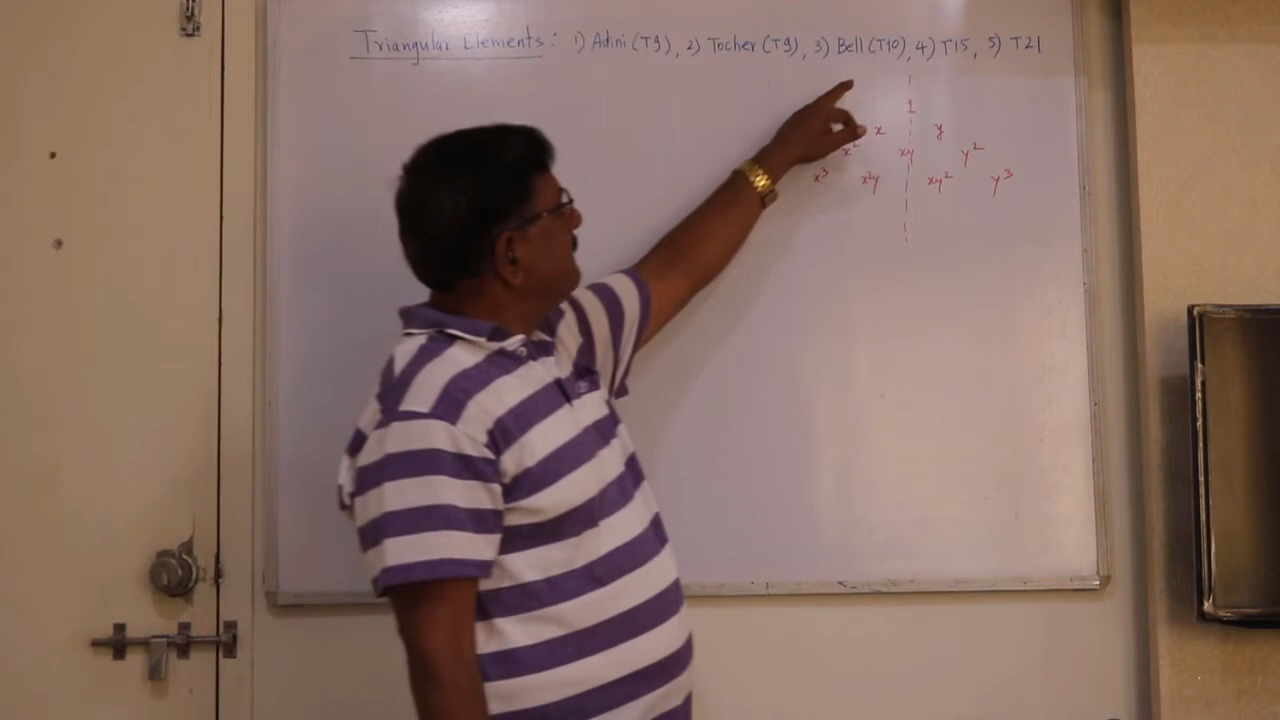 Triangular Elements: 1) Adini (T9), 2) Tocher (T9), 3) Bell (T10), 4) T15, 5) T21
1
x y
x² xy y²
x³ x²y xy² y³